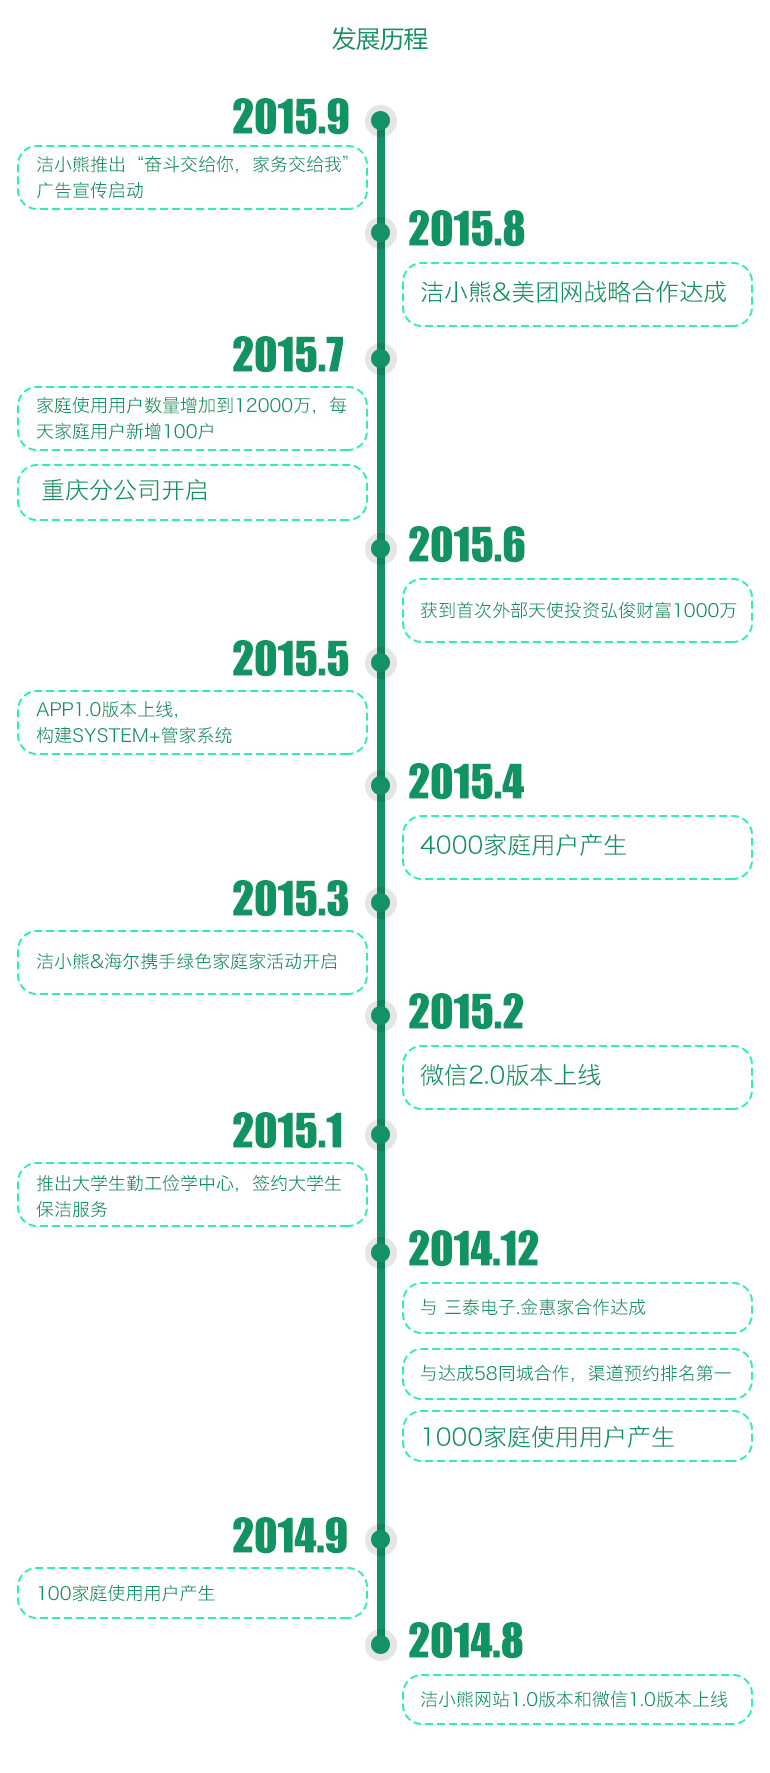 发展历程
2015.9
洁小熊推出“奋斗交给你，家务交给我”
广告宣传启动
2015.8
洁小熊&美团网战略合作达成
2015.7
家庭使用用户数量增加到12000万，每
天家庭用户新增100户
重庆分公司开启
2015.6
获到首次外部天使投资弘俊财富1000万
2015.5
APP1.0版本上线，
构建SYSTEM+管家系统
2015.4
4000家庭用户产生
2015.3
洁小熊&海尔携手绿色家庭家活动开启
2015.2
微信2.0版本上线
2015.1
推出大学生勤工俭学中心，签约大学生
保洁服务
2014.12
与 三泰电子.金惠家合作达成
与达成58同城合作，渠道预约排名第一
1000家庭使用用户产生
2014.9
100家庭使用用户产生
2014.8
洁小熊网站1.0版本和微信1.0版本上线